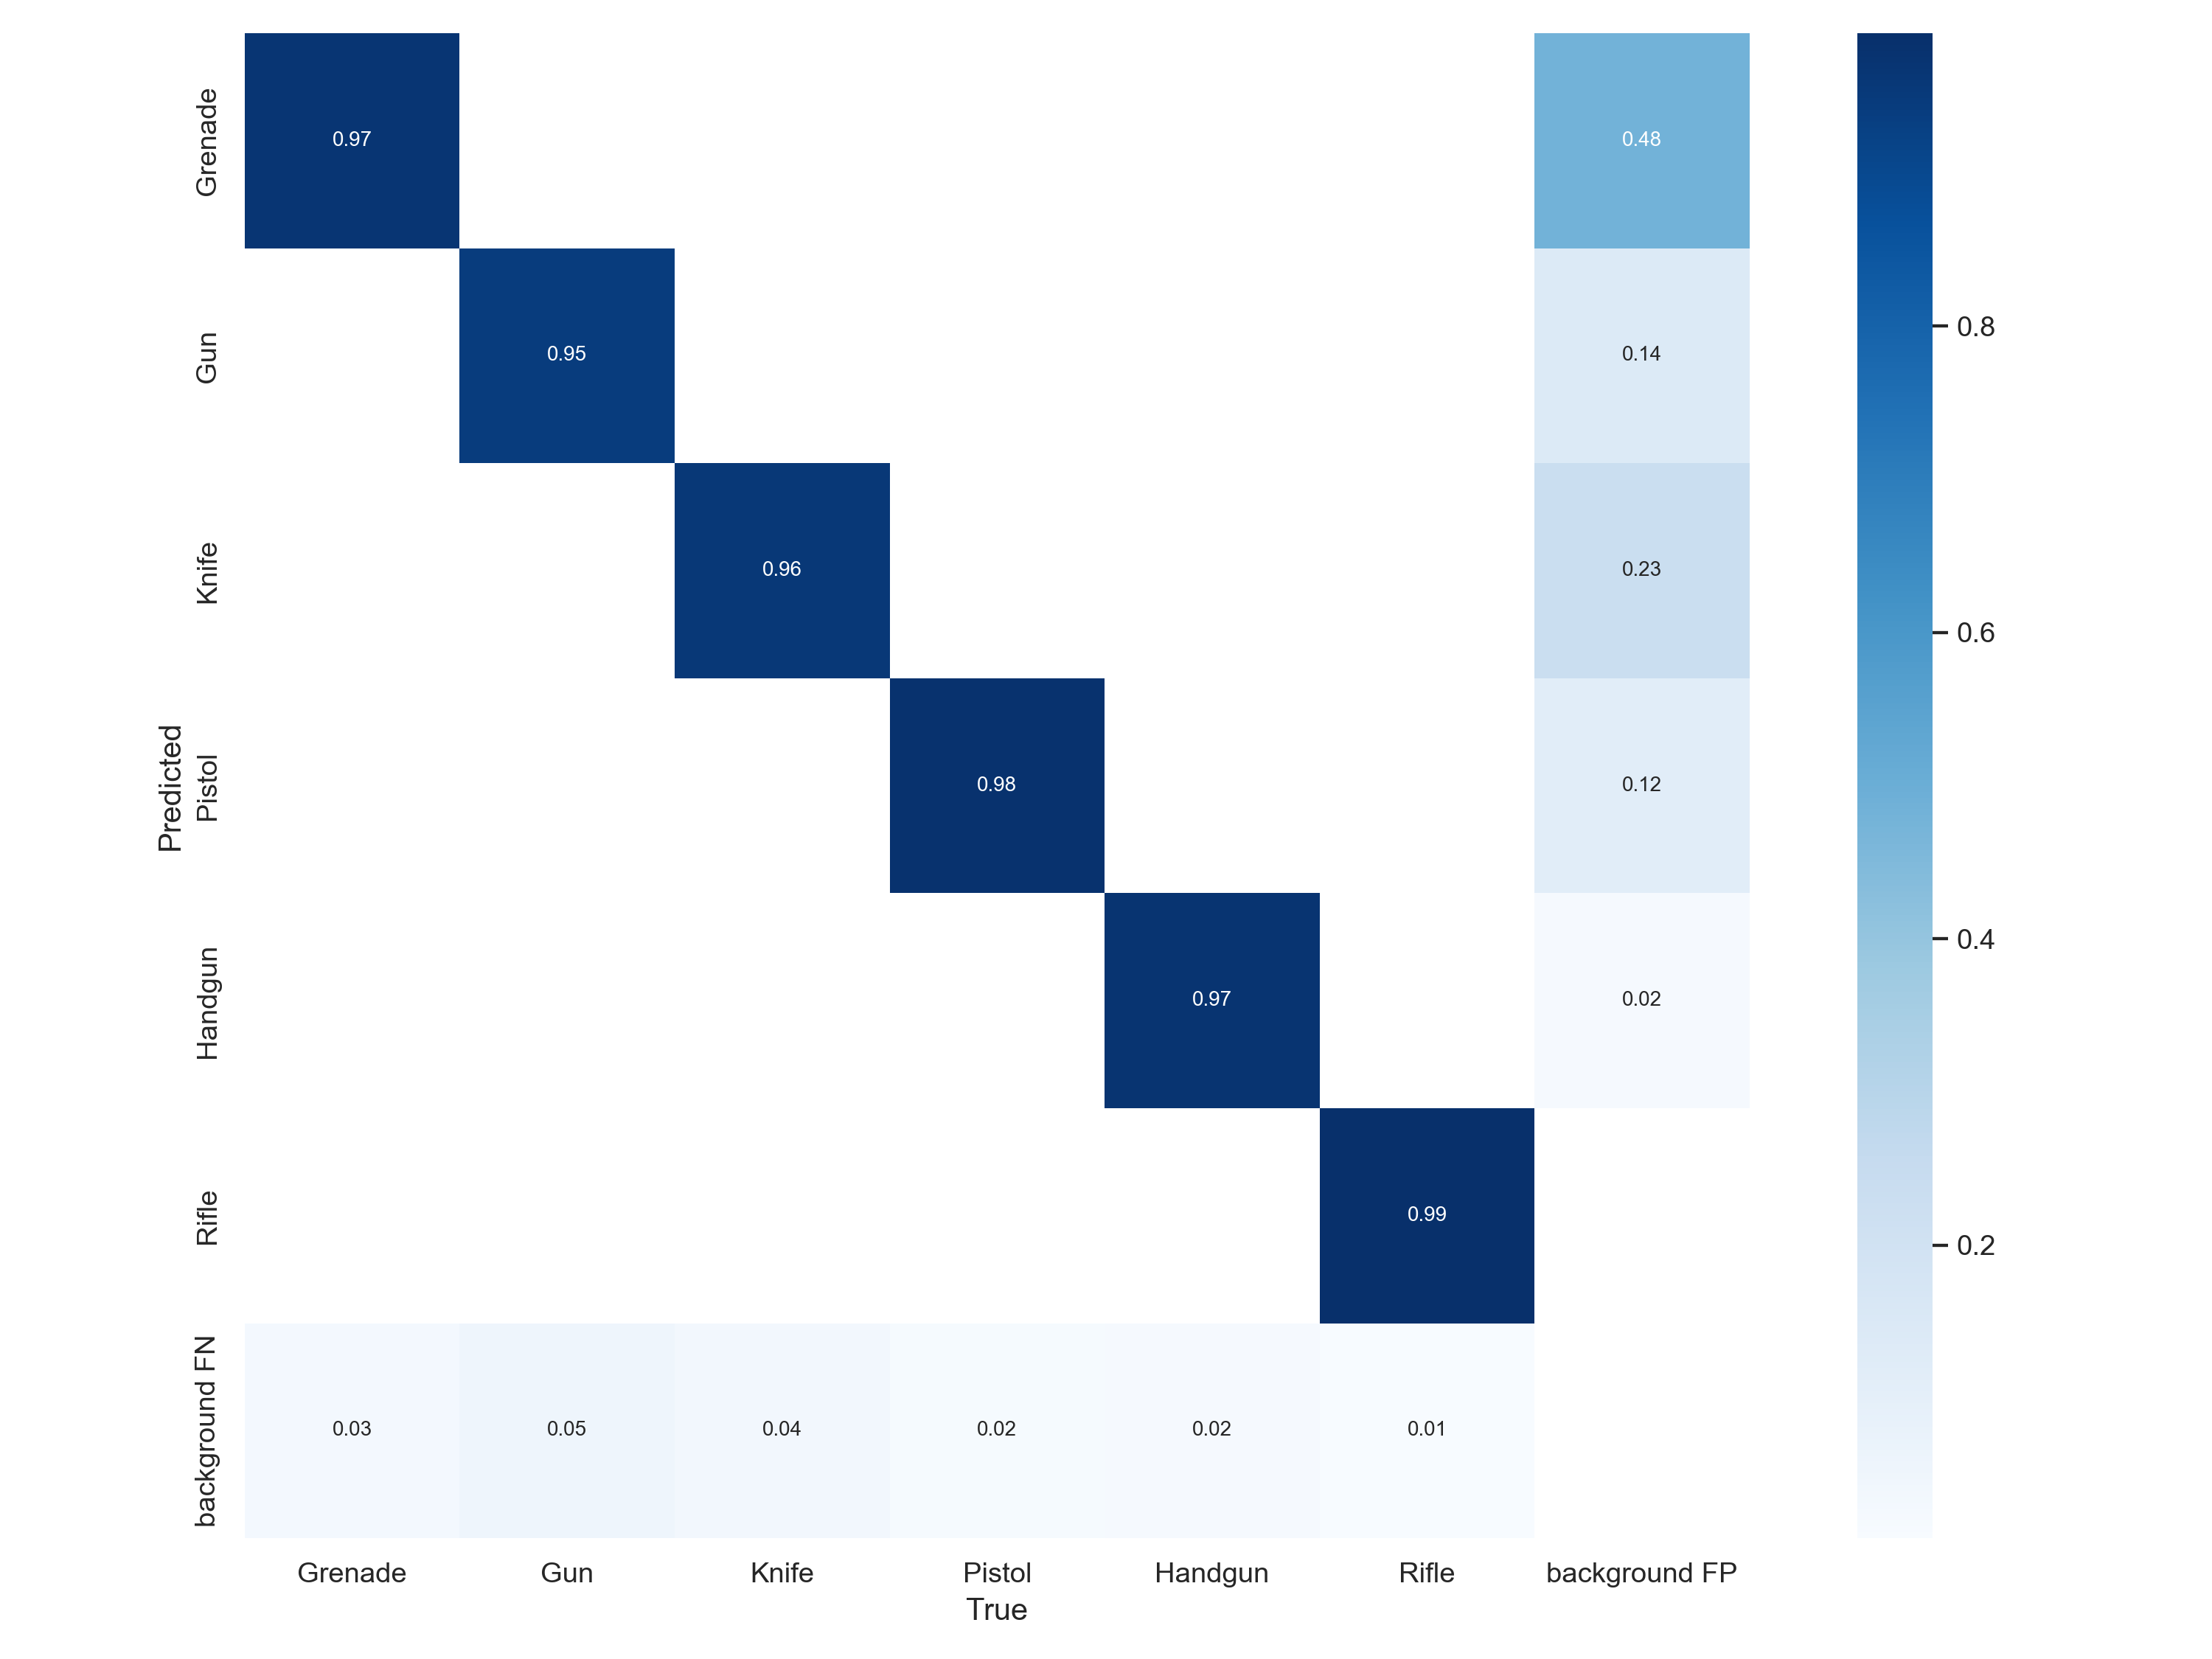 Grenade
0.97
0.48
Gun
0.95
0.14
0.8
Knife
0.96
0.23
0.6
Predicted
Pistol
0.98
0.12
0.4
Handgun
0.97
0.02
Rifle
0.99
0.2
background FN
0.03
0.05
0.04
0.02
0.02
0.01
Grenade
Gun
Knife
Pistol
Handgun
Rifle
background FP
True